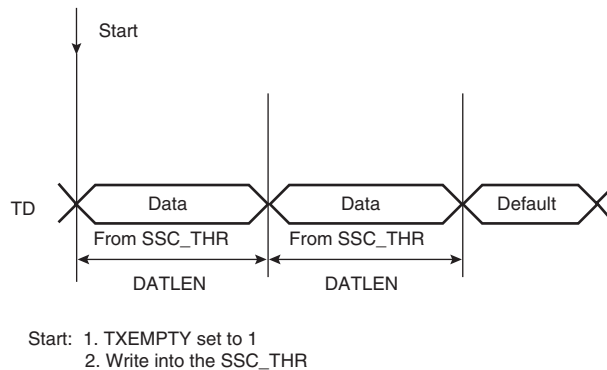 Start
TD
Data
Data
Default
From SSC_THR
From SSC_THR
DATLEN
DATLEN
Start: 1. TXEMPTY set to 1
2. Write into the SSC_THR